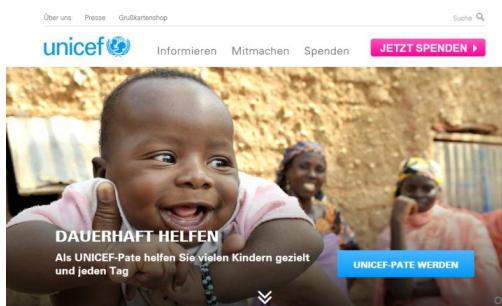 Über uns Presse Grußkartenshop Suche
unicef Informieren Mitmachen Spenden JETZT SPENDEN
DAUERHAFT HELFEN
Als UNICEF-Pate helfen Sie vielen Kindern gezielt
und jeden Tag
UNICEF-PATE WERDEN